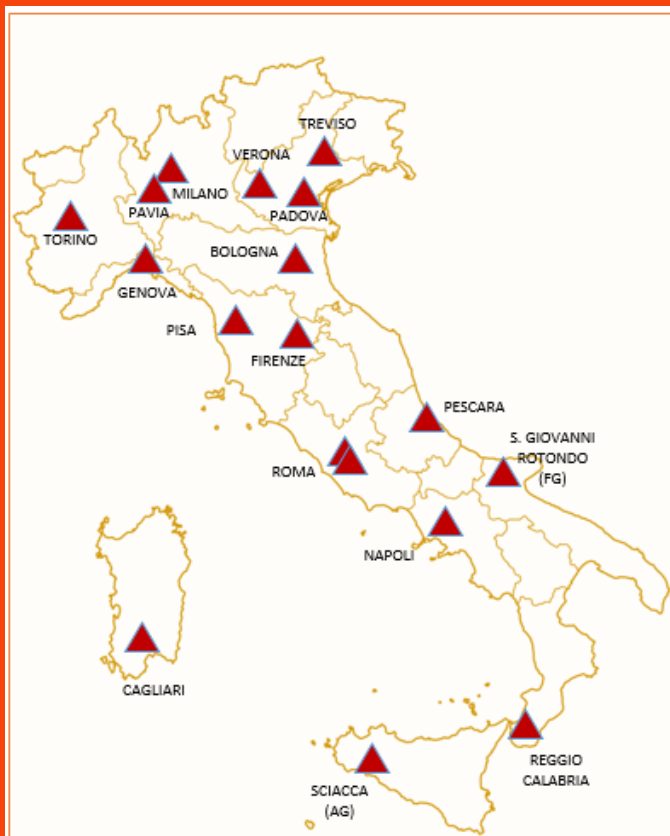 TREVISO
VERONA
MILANO
PAVIA
PADOVA
TORINO
BOLOGNA
GENOVA
PISA
FIRENZE
PESCARA
S. GIOVANNI
ROTONDO
(FG)
ROMA
NAPOLI
CAGLIARI
REGGIO
CALABRIA
SCIACCA
(AG)